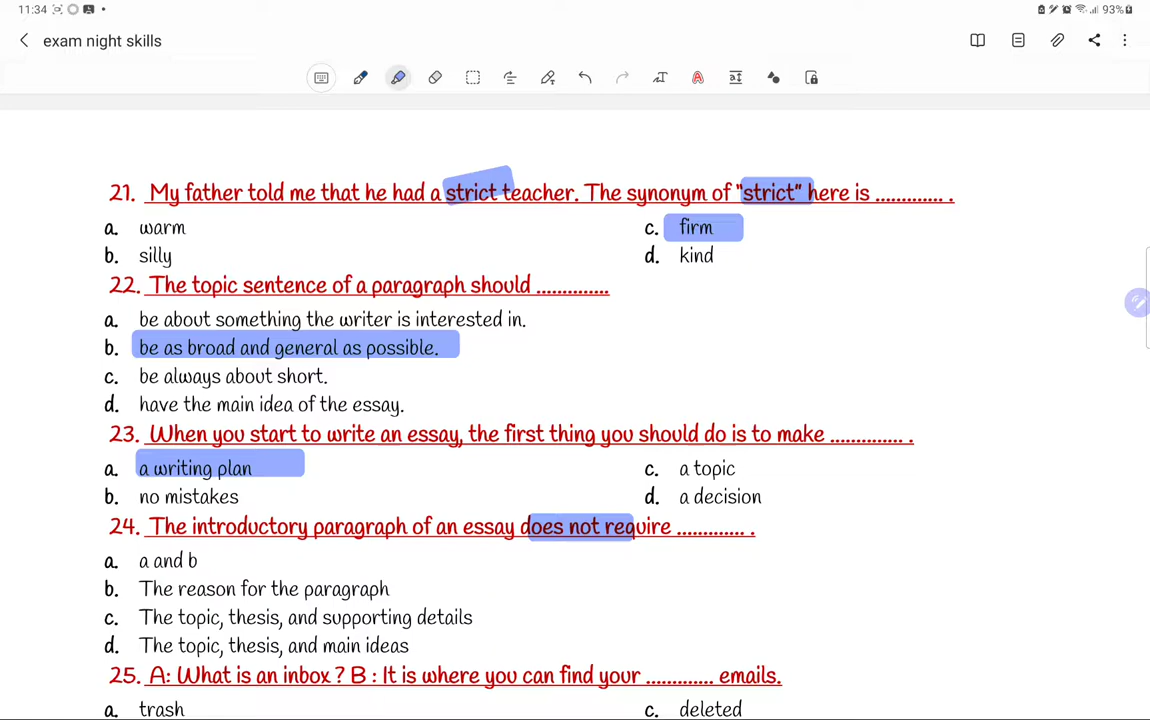 11:34 93%
exam night skills
21. My father told me that he had a strict teacher. The synonym of "strict" here is ............. .
a. warm c. firm
b. silly d. kind
22. The topic sentence of a paragraph should ..............
a. be about something the writer is interested in.
b. be as broad and general as possible.
c. be always about short.
d. have the main idea of the essay.
23. When you start to write an essay, the first thing you should do is to make .............. .
a. a writing plan c. a topic
b. no mistakes d. a decision
24. The introductory paragraph of an essay does not require ............. .
a. a and b
b. The reason for the paragraph
c. The topic, thesis, and supporting details
d. The topic, thesis, and main ideas
25. A: What is an inbox ? B : It is where you can find your ............. emails.
a. trash c. deleted